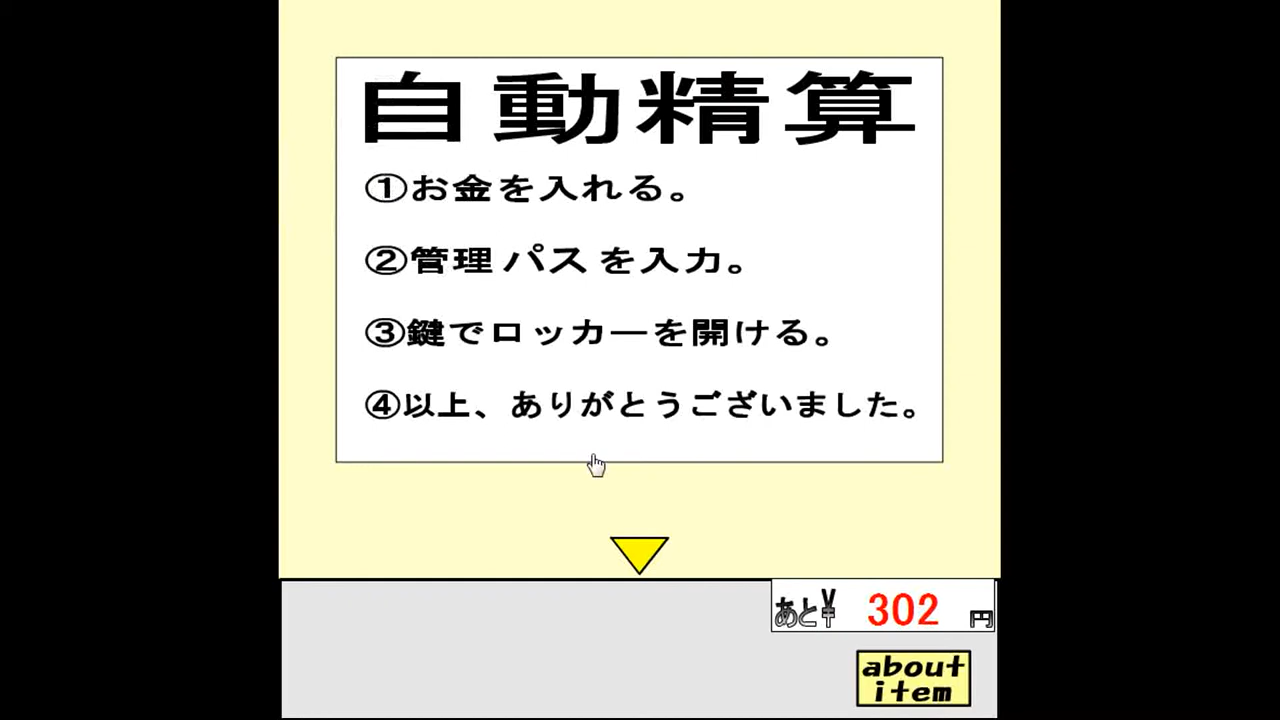 自動精算
①お金を入れる。
②管理パスを入力。
③鍵でロッカーを開ける。
④以上、ありがとうございました。
あと¥ 302 円
about
item